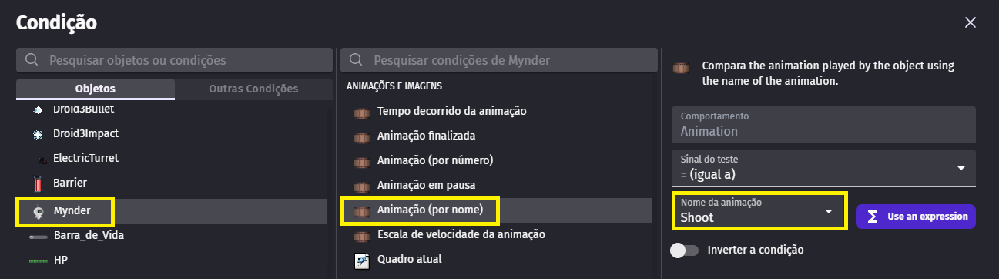 Condição
Pesquisar objetos ou condições
Objetos
Outras Condições
Droid3Bullet
Droid3Impact
ElectricTurret
Barrier
Mynder
Barra_de_Vida
HP
Pesquisar condições de Mynder
ANIMAÇÕES E IMAGENS
Tempo decorrido da animação
Animação finalizada
Animação (por número)
Animação em pausa
Animação (por nome)
Escala de velocidade da animação
Quadro atual
Compara the animation played by the object using
the name of the animation.
Comportamento
Animation
Sinal do teste
= (igual a)
Nome da animação
Shoot
Use an expression
Inverter a condição